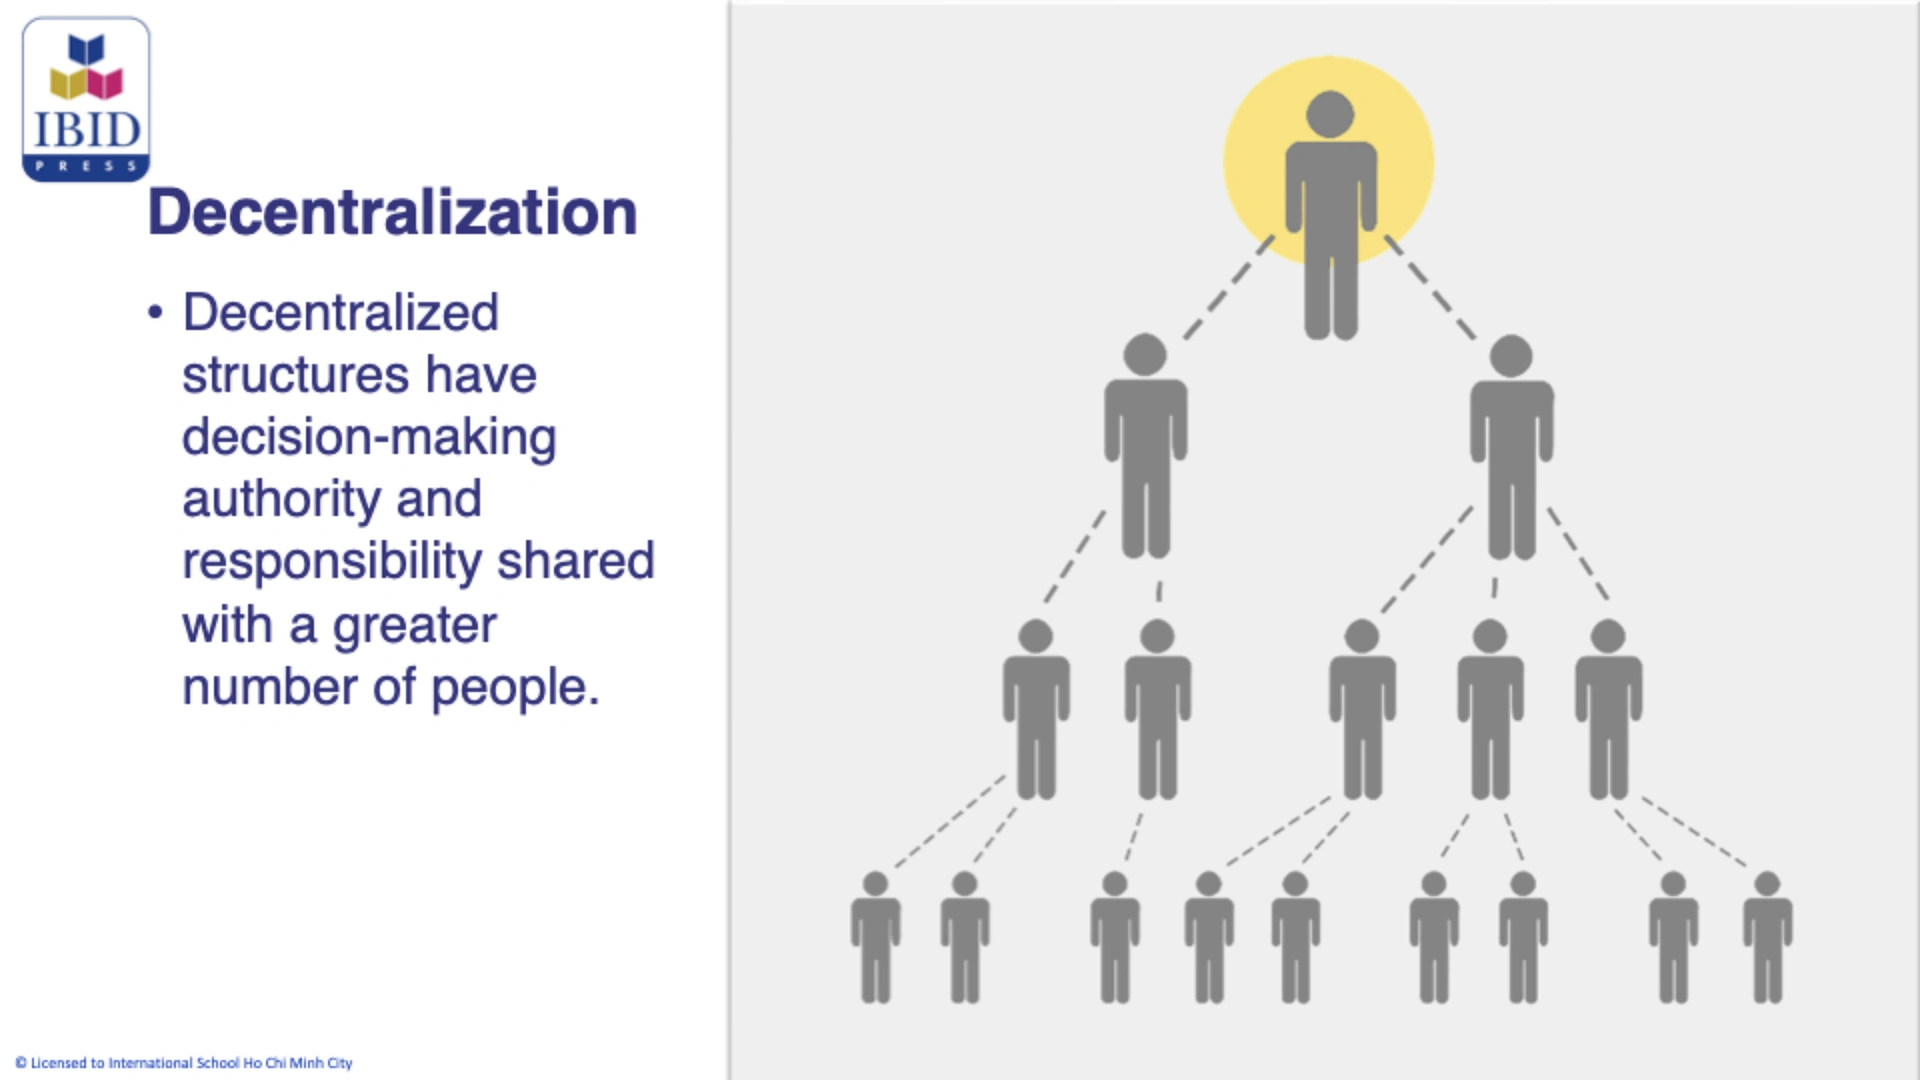 IBID
PRESS
Decentralization
• Decentralized
structures have
decision-making
authority and
responsibility shared
with a greater
number of people.
© Licensed to International School Ho Chi Minh City